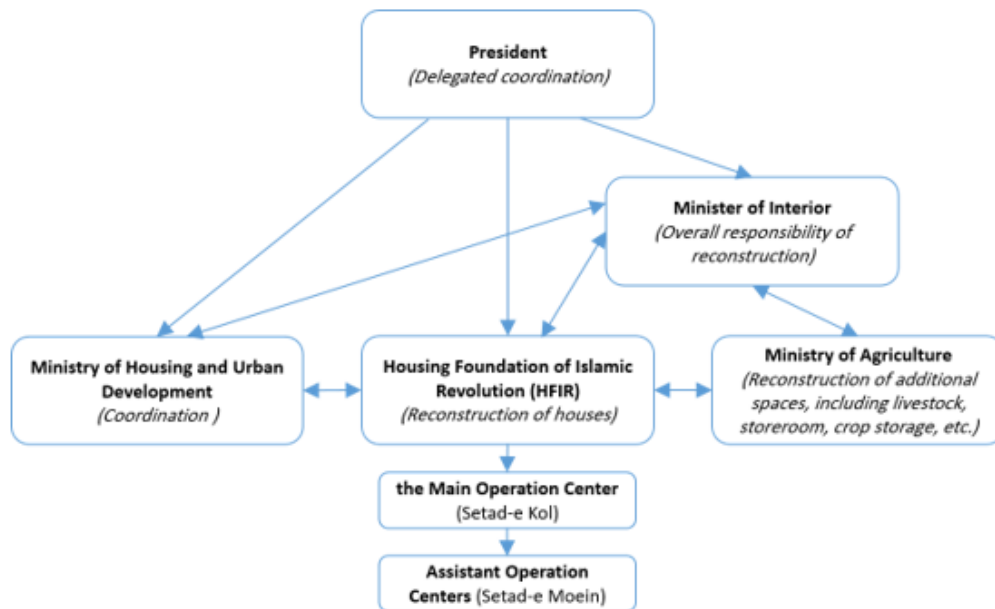 President
(Delegated coordination)
Minister of Interior
(Overall responsibility of
reconstruction)
Ministry of Housing and Urban
Development
(Coordination )
Housing Foundation of Islamic
Revolution (HFIR)
(Reconstruction of houses)
Ministry of Agriculture
(Reconstruction of additional
spaces, including livestock,
storeroom, crop storage, etc.)
the Main Operation Center
(Setad-e Kol)
Assistant Operation
Centers (Setad-e Moein)